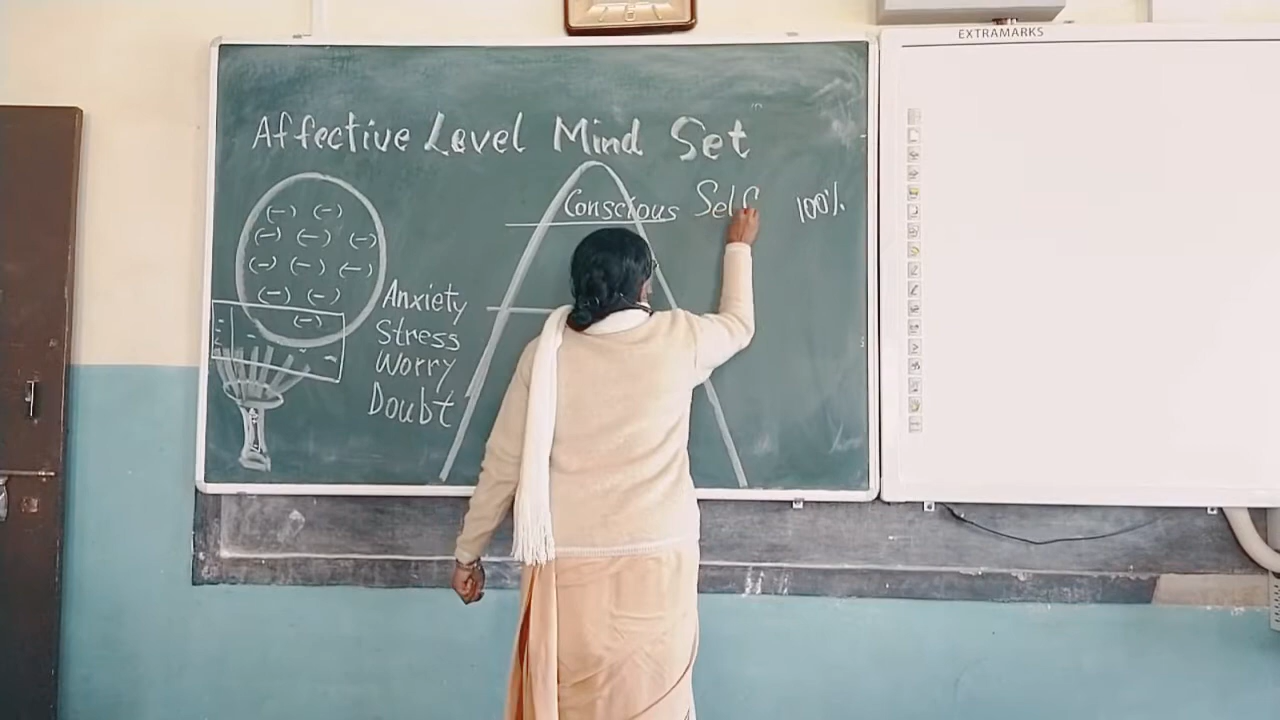 EXTRAMARKS
Affective Level Mind Set
Conscious Self 100%
(-) (-)
(-) (-) (-)
(-) (-) (-)
(-) (-)
(-)
Anxiety
Stress
Worry
Doubt